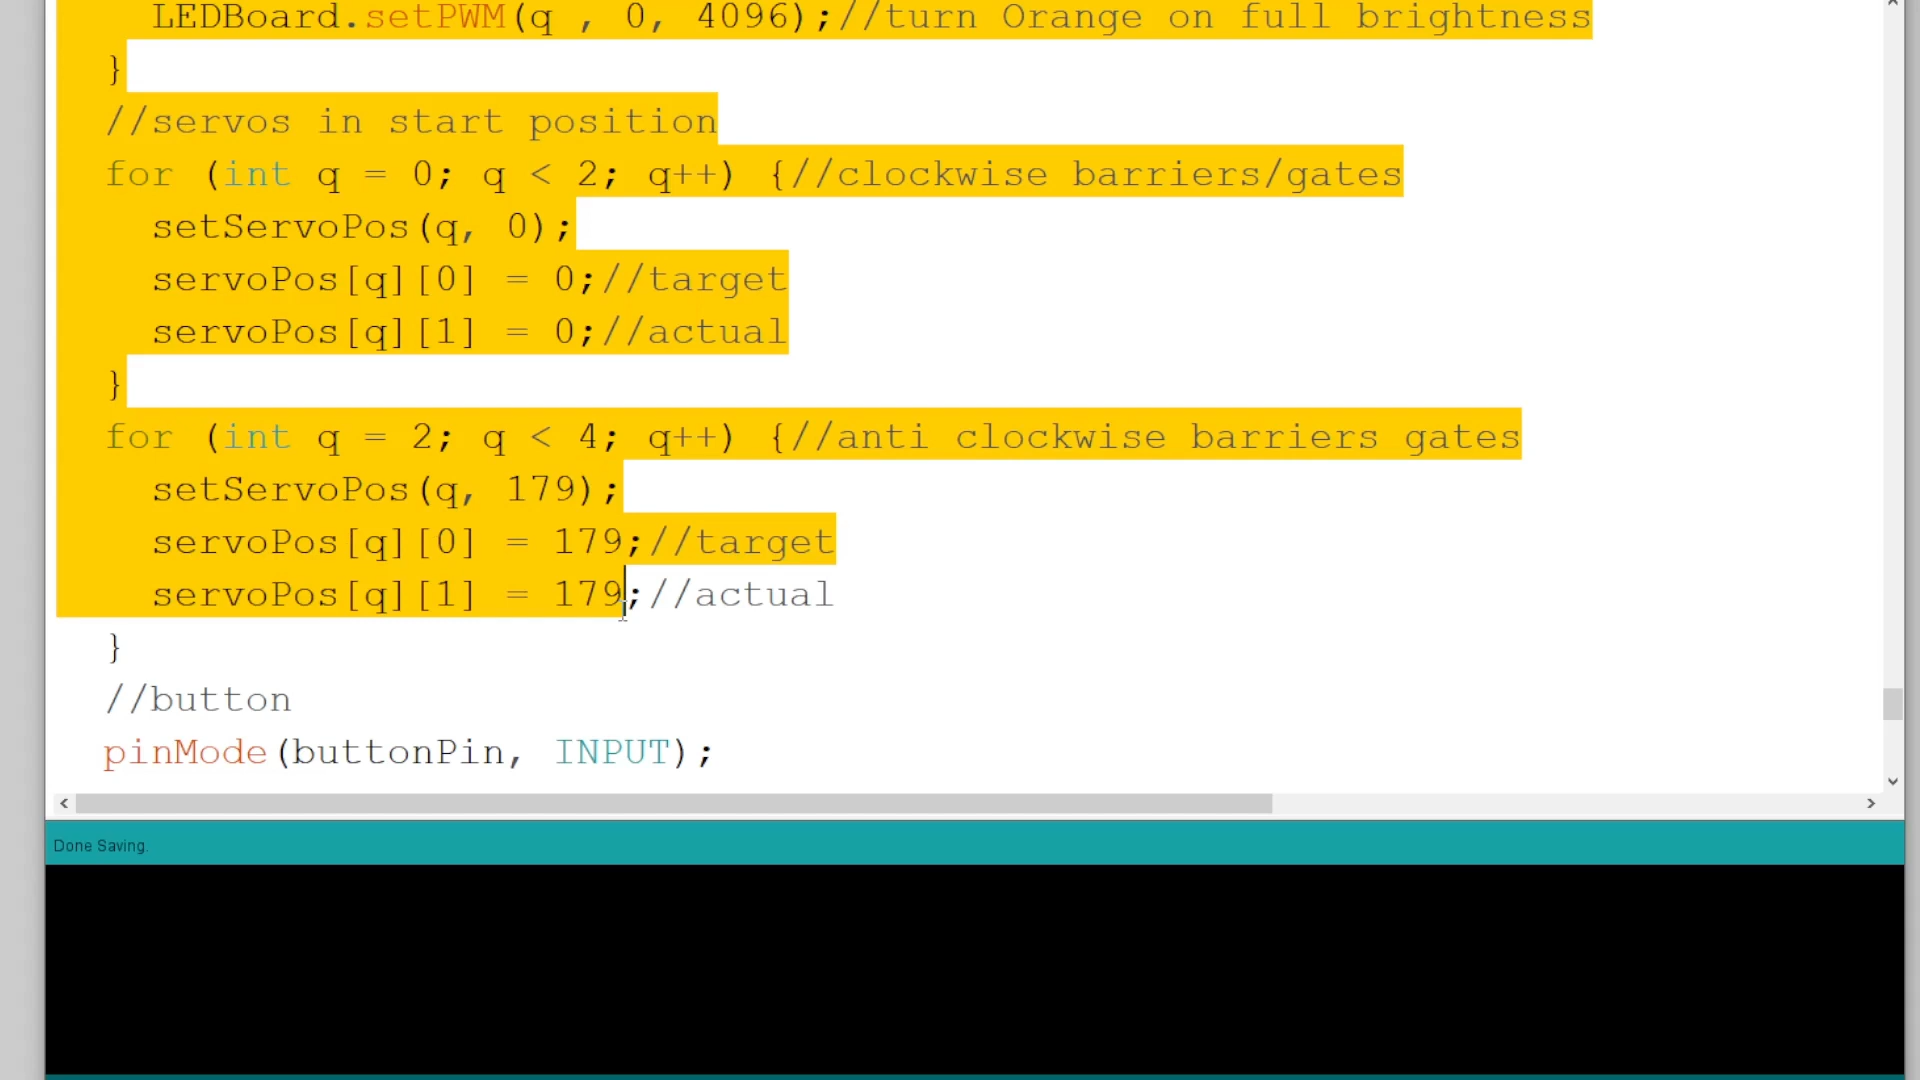 LEDBoard.setPWM(q , 0, 4096);//turn Orange on full brightness
}
//servos in start position
for (int q = 0; q < 2; q++) {//clockwise barriers/gates
setServoPos(q, 0);
servoPos[q][0] = 0;//target
servoPos[q][1] = 0;//actual
}
for (int q = 2; q < 4; q++) {//anti clockwise barriers gates
setServoPos(q, 179);
servoPos[q][0] = 179;//target
servoPos[q][1] = 179;//actual
}
//button
pinMode(buttonPin, INPUT);
Done Saving.